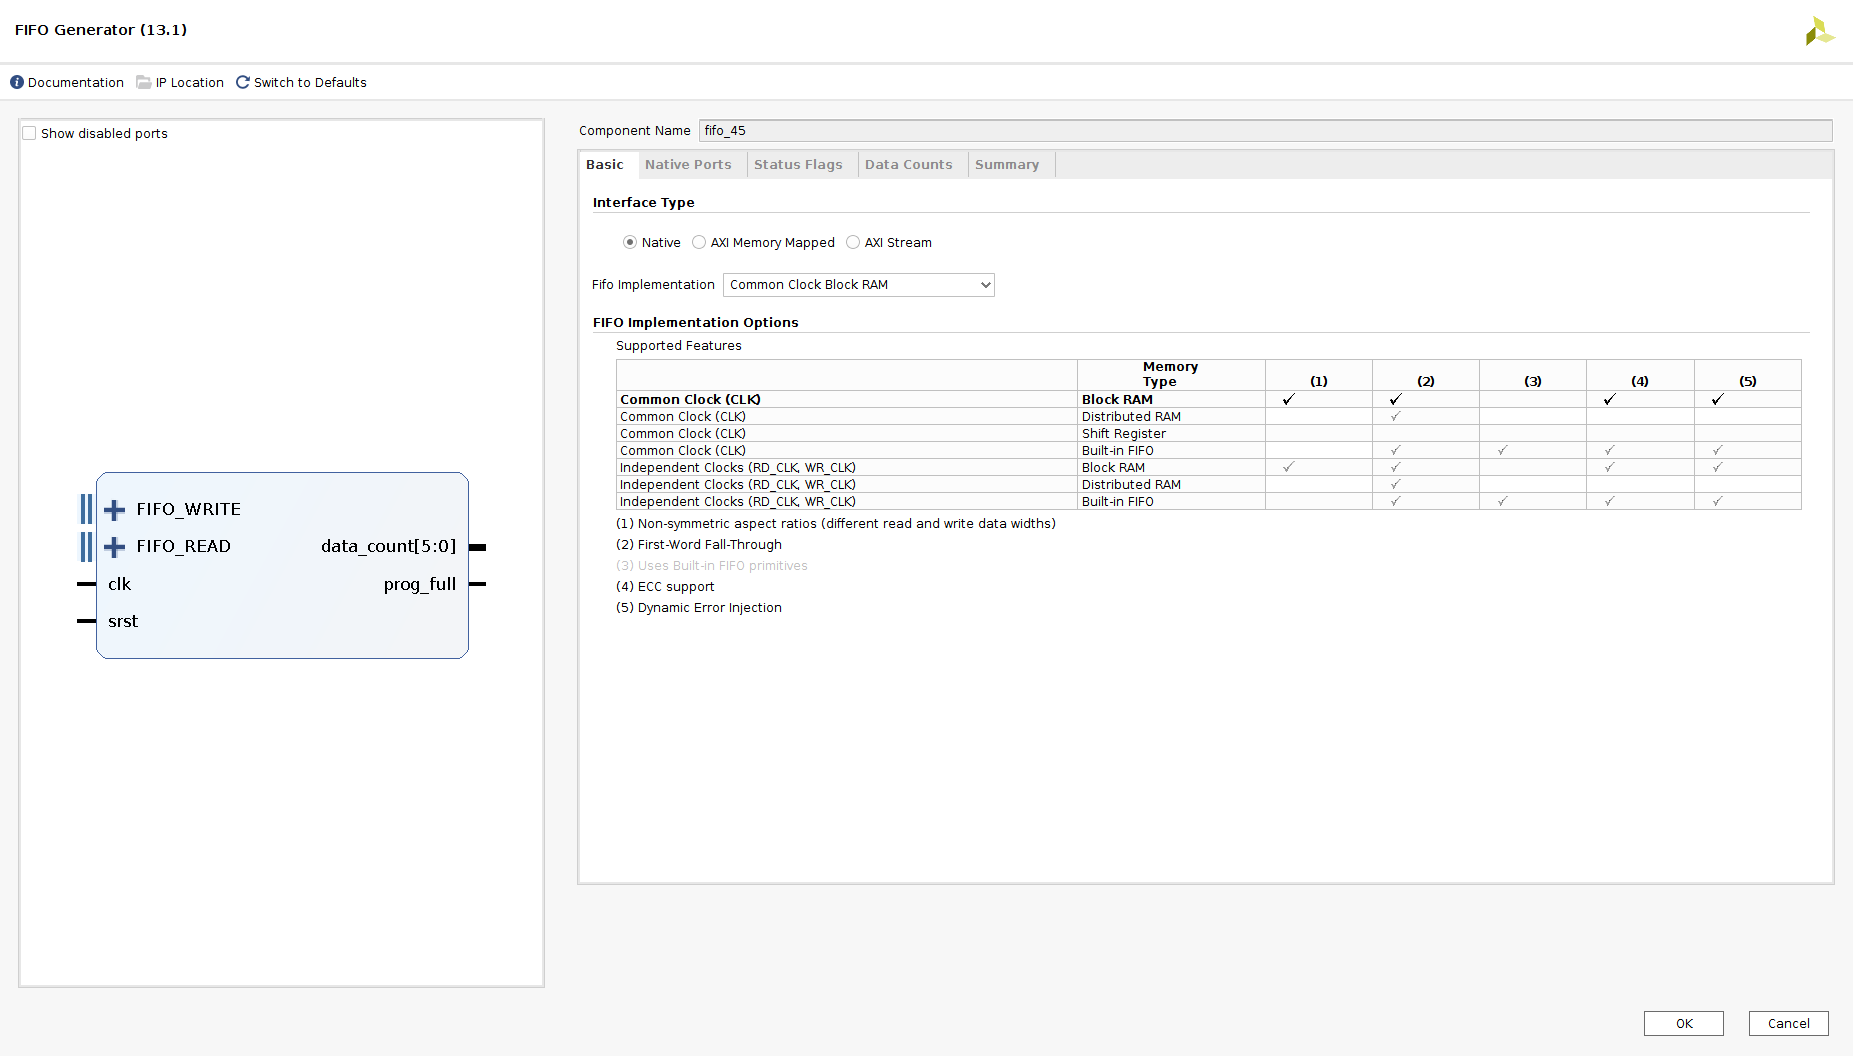 FIFO Generator (13.1)
Documentation IP Location Switch to Defaults
Show disabled ports
FIFO_WRITE
FIFO_READ data_count[5:0]
clk prog_full
srst
Component Name fifo_45
Basic Native Ports Status Flags Data Counts Summary
Interface Type
Native AXI Memory Mapped AXI Stream
Fifo Implementation Common Clock Block RAM
FIFO Implementation Options
Supported Features
Memory
Type (1) (2) (3) (4) (5)
Common Clock (CLK) Block RAM ✓ ✓ ✓ ✓
Common Clock (CLK) Distributed RAM ✓
Common Clock (CLK) Shift Register
Common Clock (CLK) Built-in FIFO ✓ ✓ ✓ ✓
Independent Clocks (RD_CLK, WR_CLK) Block RAM ✓ ✓ ✓ ✓
Independent Clocks (RD_CLK, WR_CLK) Distributed RAM ✓
Independent Clocks (RD_CLK, WR_CLK) Built-in FIFO ✓ ✓ ✓ ✓
(1) Non-symmetric aspect ratios (different read and write data widths)
(2) First-Word Fall-Through
(3) Uses Built-in FIFO primitives
(4) ECC support
(5) Dynamic Error Injection
OK Cancel